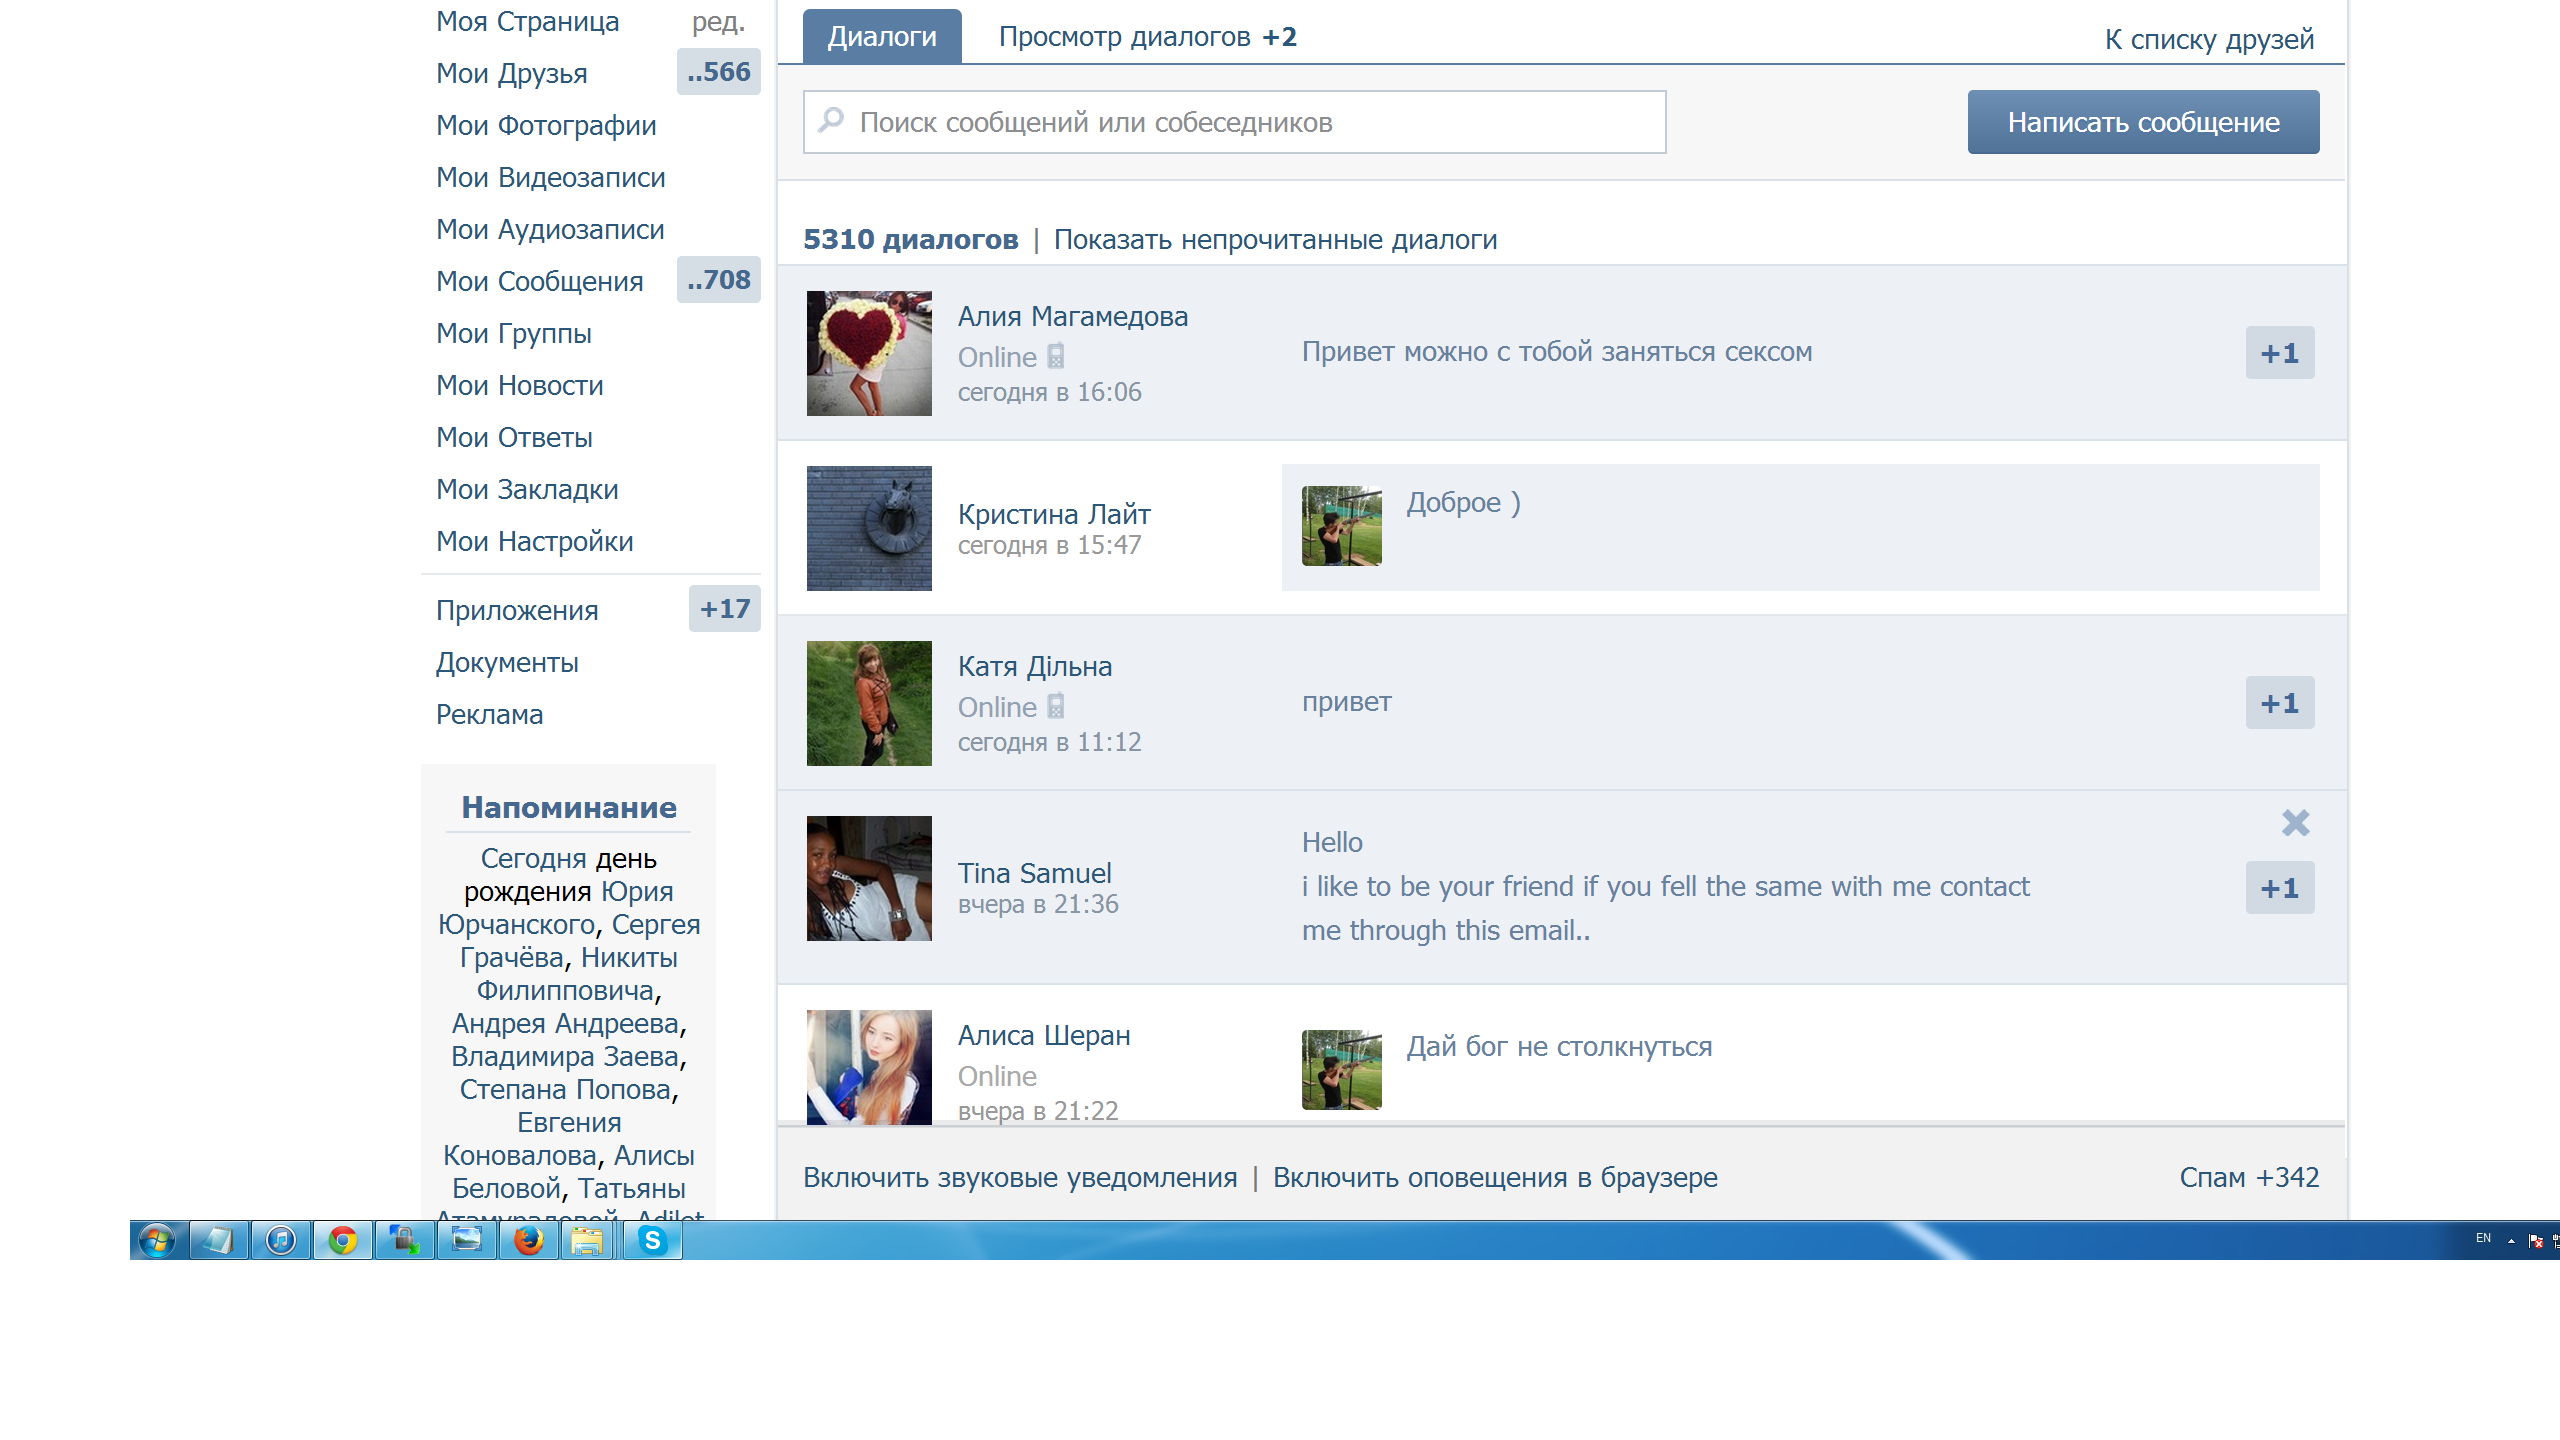 Моя Страница ред.
Мои Друзья ..566
Мои Фотографии
Мои Видеозаписи
Мои Аудиозаписи
Мои Сообщения ..708
Мои Группы
Мои Новости
Мои Ответы
Мои Закладки
Мои Настройки
Приложения +17
Документы
Реклама
Напоминание
Сегодня день
рождения Юрия
Юрчанского, Сергея
Грачёва, Никиты
Филипповича,
Андрея Андреева,
Владимира Заева,
Степана Попова,
Евгения
Коновалова, Алисы
Беловой, Татьяны
Атамурадовой, Adilet
Диалоги Просмотр диалогов +2 К списку друзей
Поиск сообщений или собеседников Написать сообщение
5310 диалогов | Показать непрочитанные диалоги
Алия Магамедова
Online
сегодня в 16:06
Привет можно с тобой заняться сексом
+1
Кристина Лайт
сегодня в 15:47
Доброе )
Катя Дільна
Online
сегодня в 11:12
привет
+1
Tina Samuel
вчера в 21:36
Hello
i like to be your friend if you fell the same with me contact
me through this email..
+1
Алиса Шеран
Online
вчера в 21:22
Дай бог не столкнуться
Включить звуковые уведомления | Включить оповещения в браузере Спам +342
EN